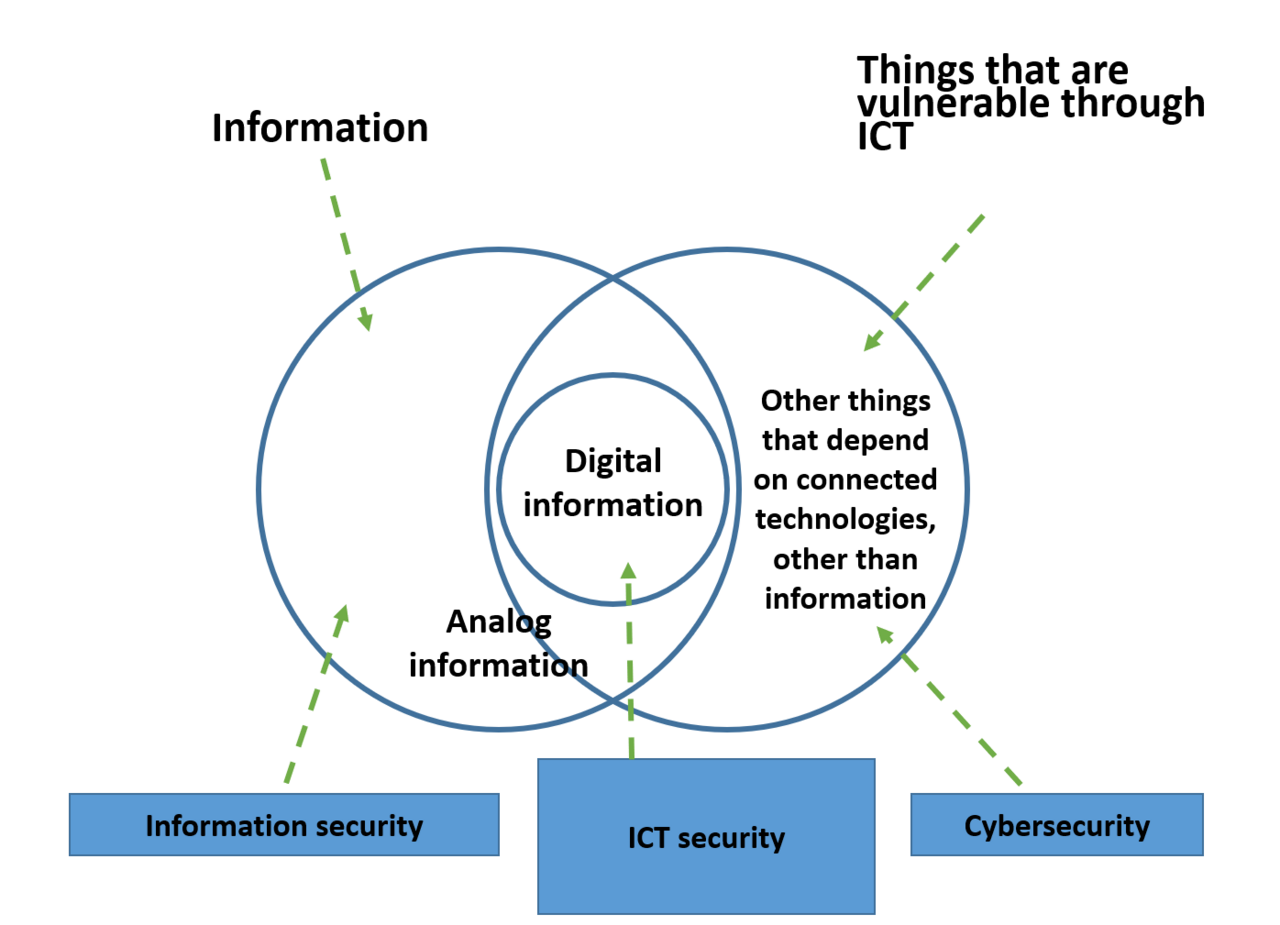 Things that are
vulnerable through
ICT
Information
Other things
that depend
on connected
technologies,
other than
information
Digital
information
Analog
information
Information security
ICT security
Cybersecurity